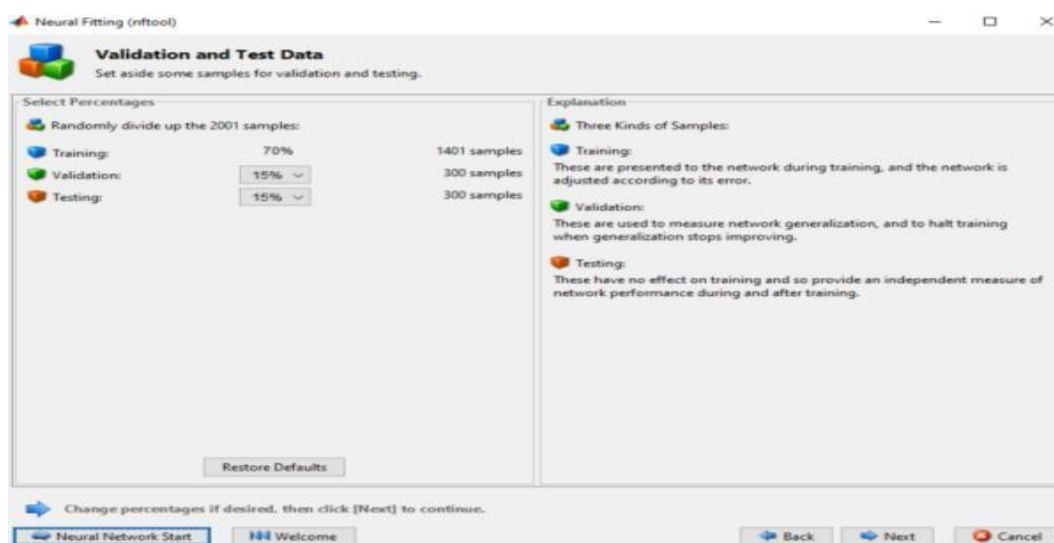 Neural Fitting (nftool)
Validation and Test Data
Set aside some samples for validation and testing.
Select Percentages
Randomly divide up the 2001 samples:
Training: 70% 1401 samples
Validation: 15% 300 samples
Testing: 15% 300 samples
Restore Defaults
Explanation
Three Kinds of Samples:
Training:
These are presented to the network during training, and the network is
adjusted according to its error.
Validation:
These are used to measure network generalization, and to halt training
when generalization stops improving.
Testing:
These have no effect on training and so provide an independent measure of
network performance during and after training.
Change percentages if desired, then click [Next] to continue.
Neural Network Start Welcome Back Next Cancel